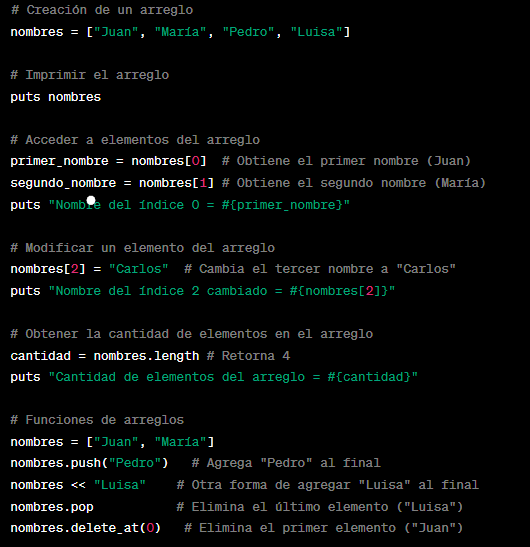 # Creación de un arreglo
nombres = ["Juan", "María", "Pedro", "Luisa"]
# Imprimir el arreglo
puts nombres
# Acceder a elementos del arreglo
primer_nombre = nombres[0]  # Obtiene el primer nombre (Juan)
segundo_nombre = nombres[1] # Obtiene el segundo nombre (María)
puts "Nombre del índice 0 = #{primer_nombre}"
# Modificar un elemento del arreglo
nombres[2] = "Carlos"  # Cambia el tercer nombre a "Carlos"
puts "Nombre del índice 2 cambiado = #{nombres[2]}"
# Obtener la cantidad de elementos en el arreglo
cantidad = nombres.length # Retorna 4
puts "Cantidad de elementos del arreglo = #{cantidad}"
# Funciones de arreglos
nombres = ["Juan", "María"]
nombres.push("Pedro")   # Agrega "Pedro" al final
nombres << "Luisa"    # Otra forma de agregar "Luisa" al final
nombres.pop       # Elimina el último elemento ("Luisa")
nombres.delete_at(0)   # Elimina el primer elemento ("Juan")